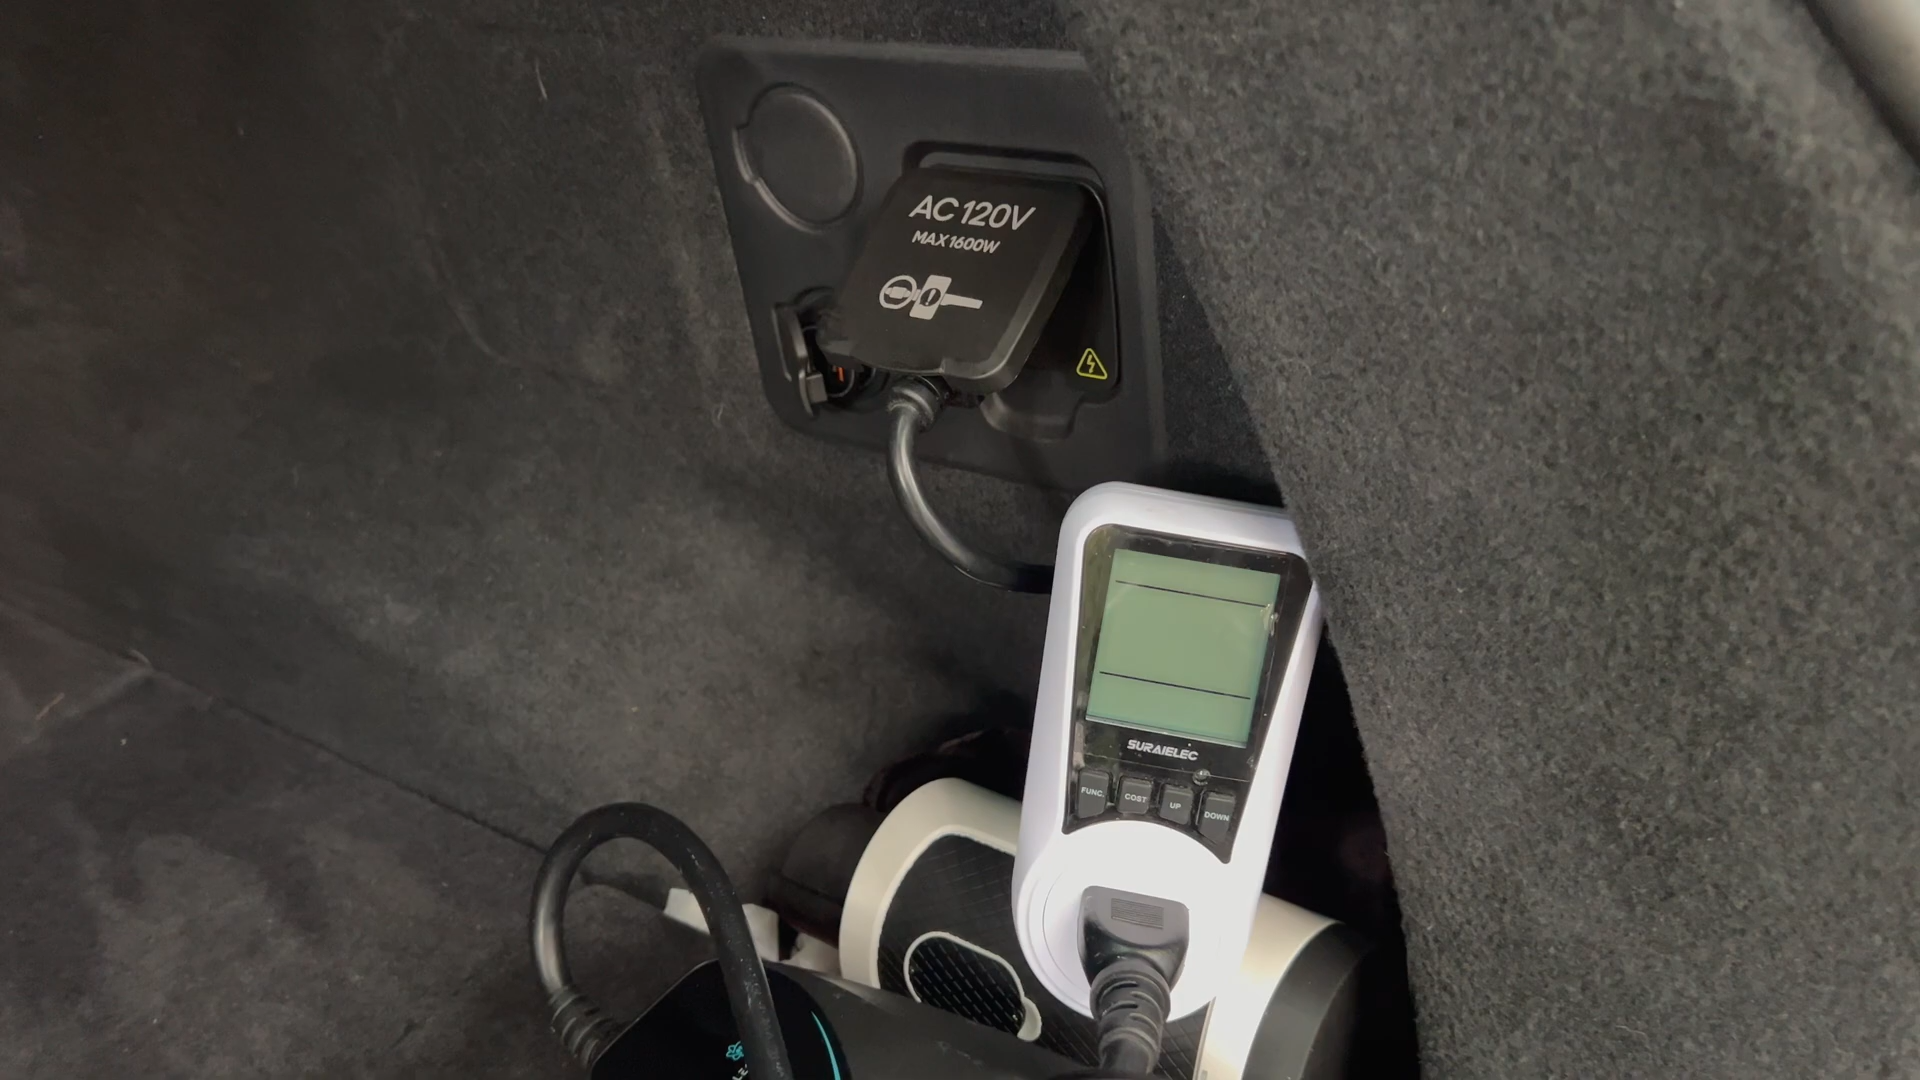 AC 120V
MAX 1600W
SURAIELEC
FUNC.
COST
UP
DOWN